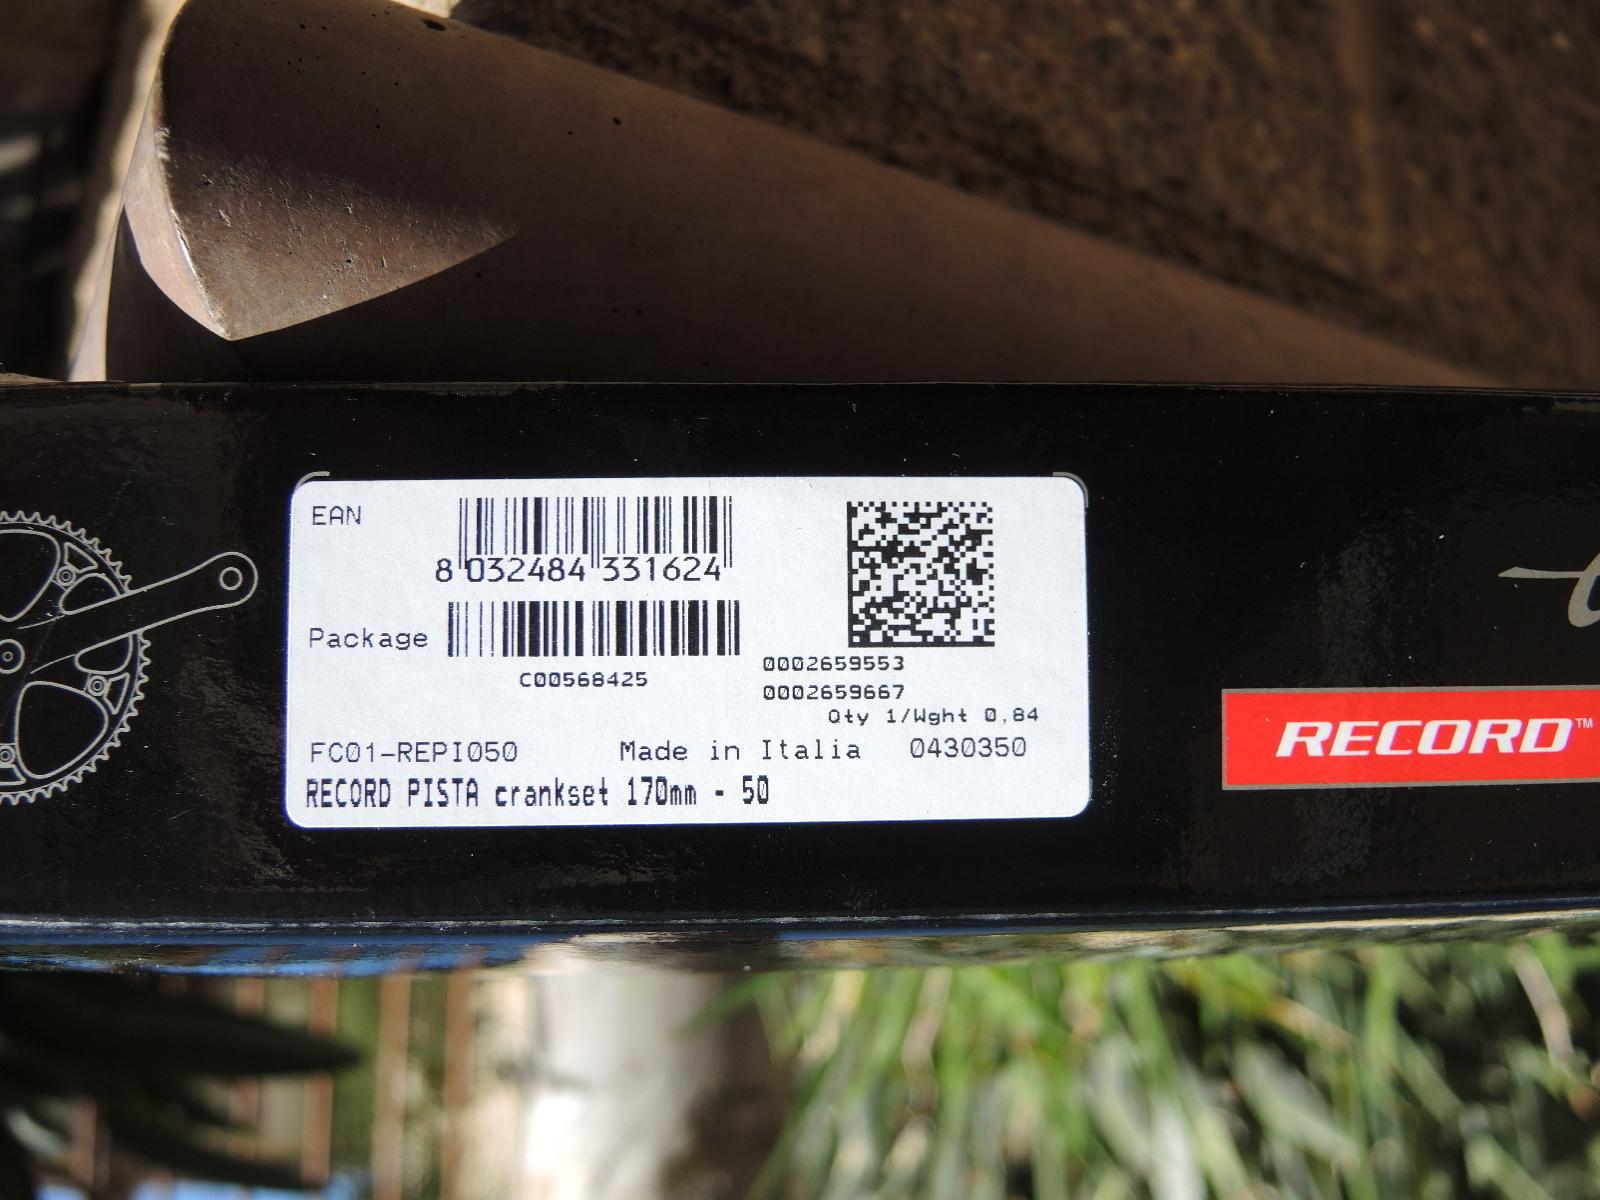 EAN
8 032484 331624
Package
C00568425
0002659553
0002659667
Qty 1/Wght 0,84
FC01-REPI050 Made in Italia 0430350
RECORD PISTA crankset 170mm - 50
RECORD™